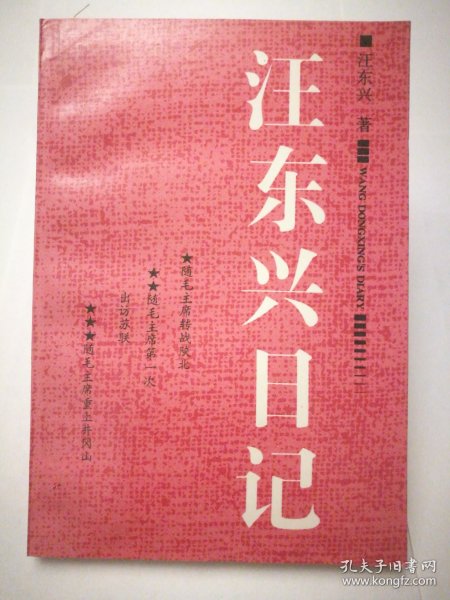 汪东兴 著
WANG DONGXING'S DIARY
汪东兴日记
★随毛主席转战陕北
★★随毛主席第一次
出访苏联
★★★随毛主席重上井冈山
孔夫子旧书网
www.kongfz.com